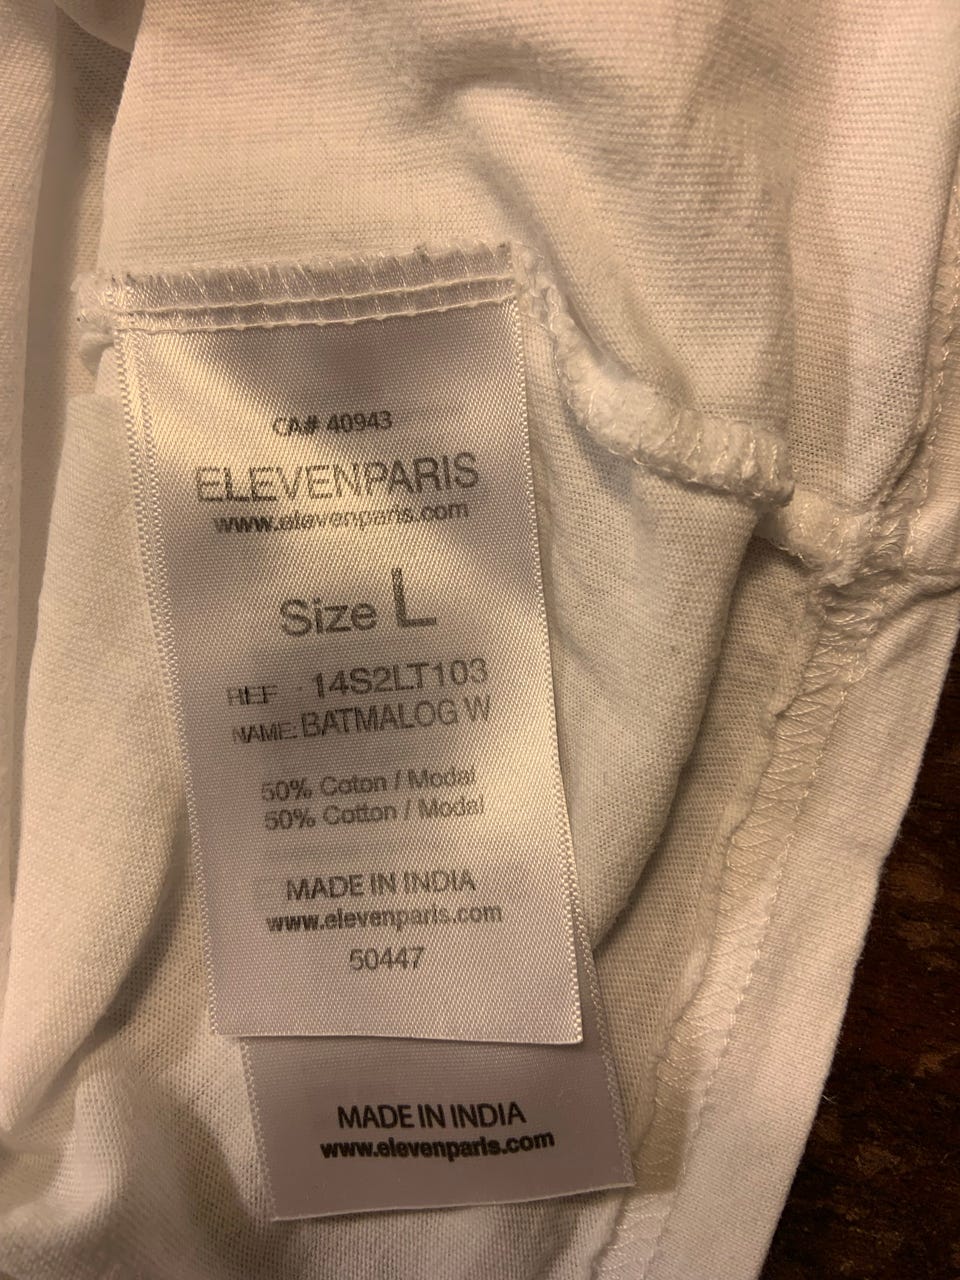 CA# 40943
ELEVENPARIS
www.elevenparis.com
Size L
REF · 14S2LT103
NAME: BATMALOG W
50% Coton / Modal
50% Cotton / Modal
MADE IN INDIA
www.elevenparis.com
50447
MADE IN INDIA
www.elevenparis.com